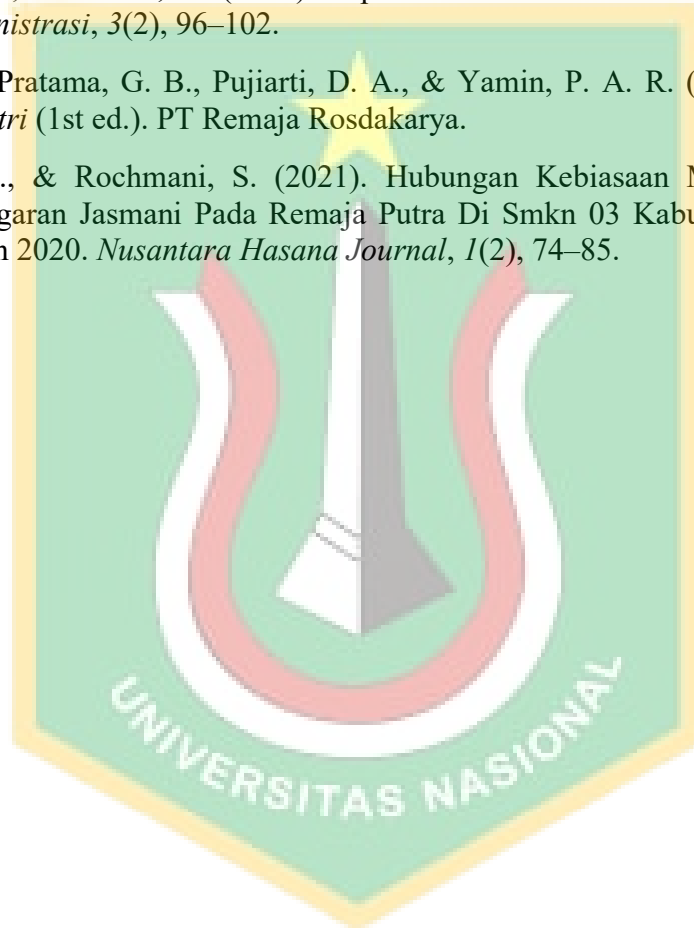 nistrasi, 3(2), 96–102.
Pratama, G. B., Pujiarti, D. A., & Yamin, P. A. R. (
tri (1st ed.). PT Remaja Rosdakarya.
., & Rochmani, S. (2021). Hubungan Kebiasaan M
garan Jasmani Pada Remaja Putra Di Smkn 03 Kabu
n 2020. Nusantara Hasana Journal, 1(2), 74–85.
UNIVERSITAS NASIONAL